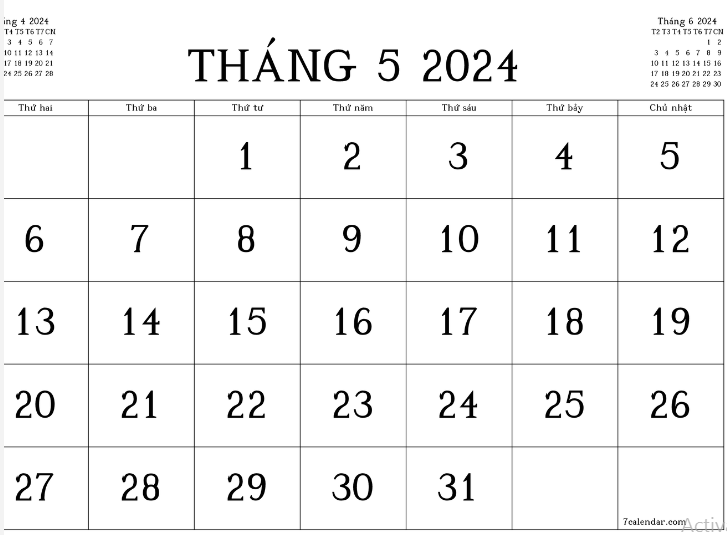 ing 4 2024
T4 T5 T6 T7 CN
3 4 5 6 7
10 11 12 13 14
17 18 19 20 21
24 25 26 27 28
THÁNG 5 2024
Tháng 6 2024
T2 T3 T4 T5 T6 T7 CN
1 2
3 4 5 6 7 8 9
10 11 12 13 14 15 16
17 18 19 20 21 22 23
24 25 26 27 28 29 30
Thứ hai Thứ ba Thứ tư Thứ năm Thứ sáu Thứ bảy Chủ nhật
1 2 3 4 5
6 7 8 9 10 11 12
13 14 15 16 17 18 19
20 21 22 23 24 25 26
27 28 29 30 31
7calendar.com
Activ